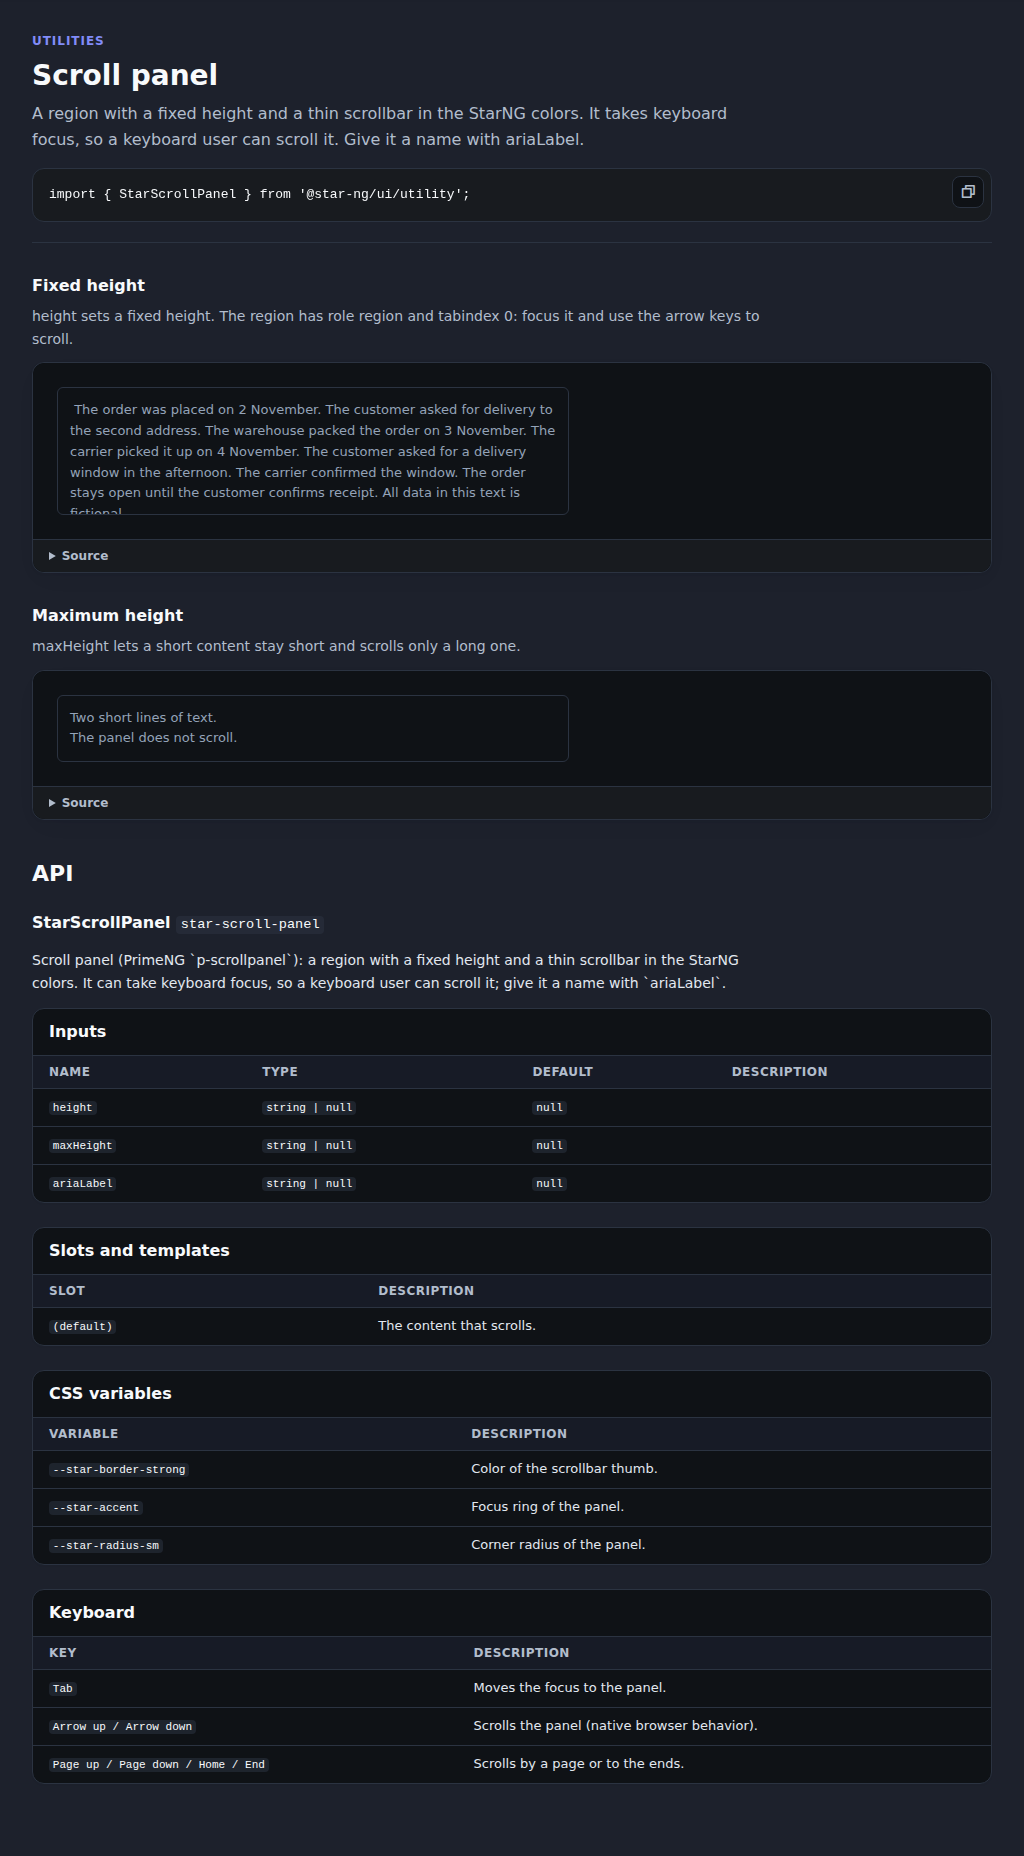 UTILITIES
Scroll panel
A region with a fixed height and a thin scrollbar in the StarNG colors. It takes keyboard
focus, so a keyboard user can scroll it. Give it a name with ariaLabel.
import { StarScrollPanel } from '@star-ng/ui/utility';
Fixed height
height sets a fixed height. The region has role region and tabindex 0: focus it and use the arrow keys to
scroll.
The order was placed on 2 November. The customer asked for delivery to
the second address. The warehouse packed the order on 3 November. The
carrier picked it up on 4 November. The customer asked for a delivery
window in the afternoon. The carrier confirmed the window. The order
stays open until the customer confirms receipt. All data in this text is
fictional.
Source
Maximum height
maxHeight lets a short content stay short and scrolls only a long one.
Two short lines of text.
The panel does not scroll.
Source
API
StarScrollPanel star-scroll-panel
Scroll panel (PrimeNG `p-scrollpanel`): a region with a fixed height and a thin scrollbar in the StarNG
colors. It can take keyboard focus, so a keyboard user can scroll it; give it a name with `ariaLabel`.
Inputs
NAME TYPE DEFAULT DESCRIPTION
height string | null null
maxHeight string | null null
ariaLabel string | null null
Slots and templates
SLOT DESCRIPTION
(default) The content that scrolls.
CSS variables
VARIABLE DESCRIPTION
--star-border-strong Color of the scrollbar thumb.
--star-accent Focus ring of the panel.
--star-radius-sm Corner radius of the panel.
Keyboard
KEY DESCRIPTION
Tab Moves the focus to the panel.
Arrow up / Arrow down Scrolls the panel (native browser behavior).
Page up / Page down / Home / End Scrolls by a page or to the ends.